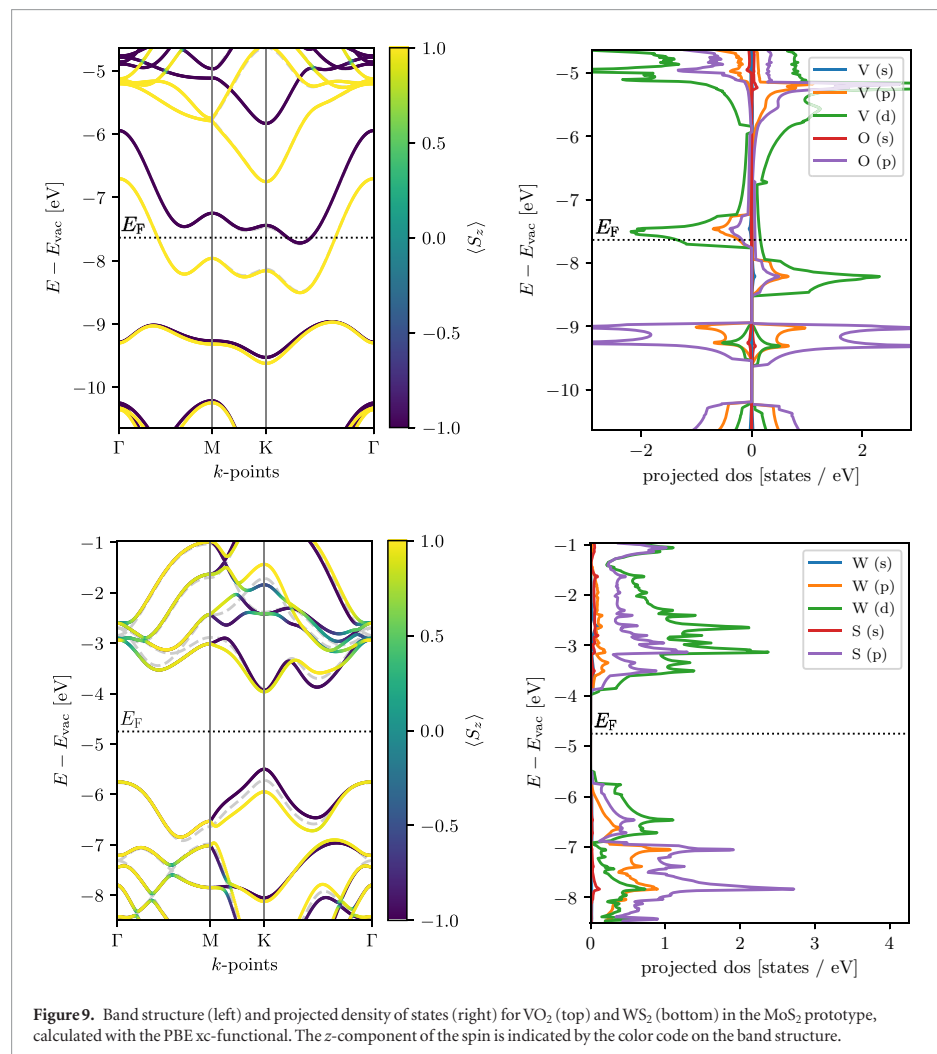 −5
−6
−7
−8
−9
−10
E − E_vac [eV]
E_F
Γ
M
K
Γ
k-points
1.0
0.5
0.0
−0.5
−1.0
⟨S_z⟩
−5
−6
−7
−8
−9
−10
E − E_vac [eV]
E_F
V (s)
V (p)
V (d)
O (s)
O (p)
−2
0
2
projected dos [states / eV]
−1
−2
−3
−4
−5
−6
−7
−8
E − E_vac [eV]
E_F
Γ
M
K
Γ
k-points
1.0
0.5
0.0
−0.5
−1.0
⟨S_z⟩
−1
−2
−3
−4
−5
−6
−7
−8
E − E_vac [eV]
E_F
W (s)
W (p)
W (d)
S (s)
S (p)
0
1
2
3
4
projected dos [states / eV]
Figure 9. Band structure (left) and projected density of states (right) for VO₂ (top) and WS₂ (bottom) in the MoS₂ prototype,
calculated with the PBE xc-functional. The z-component of the spin is indicated by the color code on the band structure.